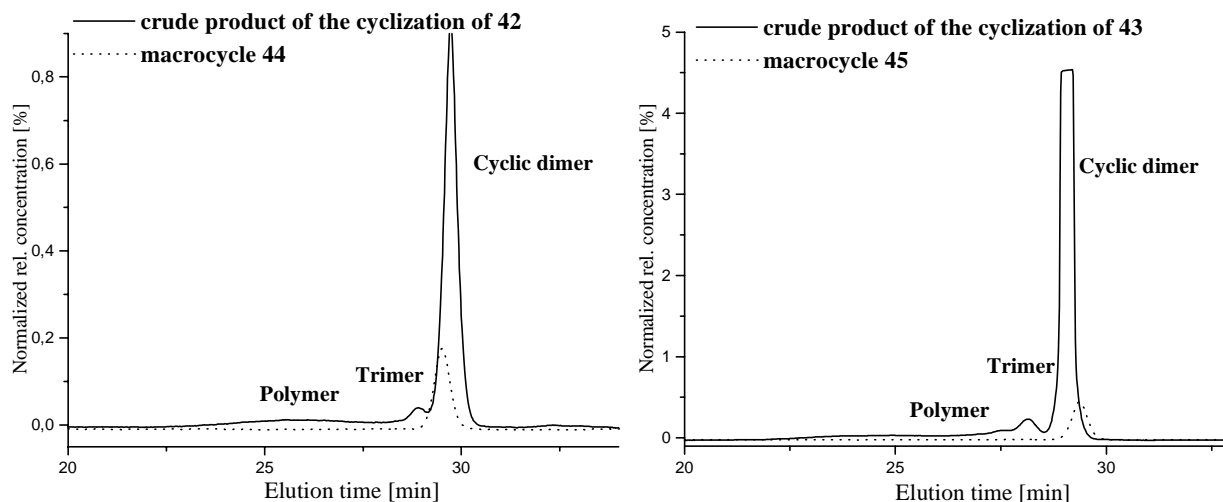 crude product of the cyclization of 42
macrocycle 44
0,8
0,6
0,4
0,2
0,0
Normalized rel. concentration [%]
Cyclic dimer
Trimer
Polymer
20
25
30
Elution time [min]
crude product of the cyclization of 43
macrocycle 45
5
4
3
2
1
0
Normalized rel. concentration [%]
Cyclic dimer
Trimer
Polymer
20
25
30
Elution time [min]